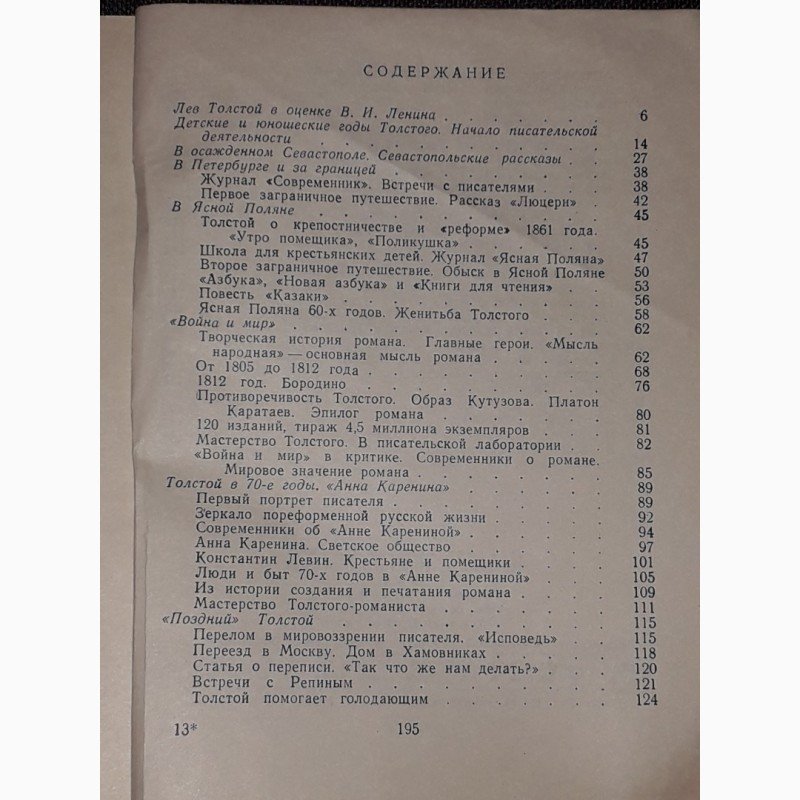 СОДЕРЖАНИЕ
Лев Толстой в оценке В. И. Ленина . . . . . . . 6
Детские и юношеские годы Толстого. Начало писательской
деятельности . . . . . . . . . . . 14
В осажденном Севастополе. Севастопольские рассказы . . 27
В Петербурге и за границей . . . . . . . . . 38
Журнал «Современник». Встречи с писателями . . . 38
Первое заграничное путешествие. Рассказ «Люцерн» . . 42
В Ясной Поляне . . . . . . . . . . . 45
Толстой о крепостничестве и «реформе» 1861 года.
«Утро помещика», «Поликушка» . . . . . . 45
Школа для крестьянских детей. Журнал «Ясная Поляна» 47
Второе заграничное путешествие. Обыск в Ясной Поляне 50
«Азбука», «Новая азбука» и «Книги для чтения» . . . 53
Повесть «Казаки» . . . . . . . . . . 56
Ясная Поляна 60-х годов. Женитьба Толстого . . . . 58
«Война и мир» . . . . . . . . . . . . 62
Творческая история романа. Главные герои. «Мысль
народная» — основная мысль романа . . . . . 62
От 1805 до 1812 года . . . . . . . . . 68
1812 год. Бородино . . . . . . . . . . 76
Противоречивость Толстого. Образ Кутузова. Платон
Каратаев. Эпилог романа . . . . . . . . 80
120 изданий, тираж 4,5 миллиона экземпляров . . . 81
Мастерство Толстого. В писательской лаборатории . . 82
«Война и мир» в критике. Современники о романе.
Мировое значение романа . . . . . . . . 85
Толстой в 70-е годы. «Анна Каренина» . . . . . . 89
Первый портрет писателя . . . . . . . . 89
Зеркало пореформенной русской жизни . . . . . 92
Современники об «Анне Карениной» . . . . . . 94
Анна Каренина. Светское общество . . . . . . 97
Константин Левин. Крестьяне и помещики . . . . 101
Люди и быт 70-х годов в «Анне Карениной» . . . . 105
Из истории создания и печатания романа . . . . 109
Мастерство Толстого-романиста . . . . . . . 111
«Поздний» Толстой . . . . . . . . . . . 115
Перелом в мировоззрении писателя. «Исповедь» . . . 115
Переезд в Москву. Дом в Хамовниках . . . . . 118
Статья о переписи. «Так что же нам делать?» . . . . 120
Встречи с Репиным . . . . . . . . . . 121
Толстой помогает голодающим . . . . . . . 124
13* 195